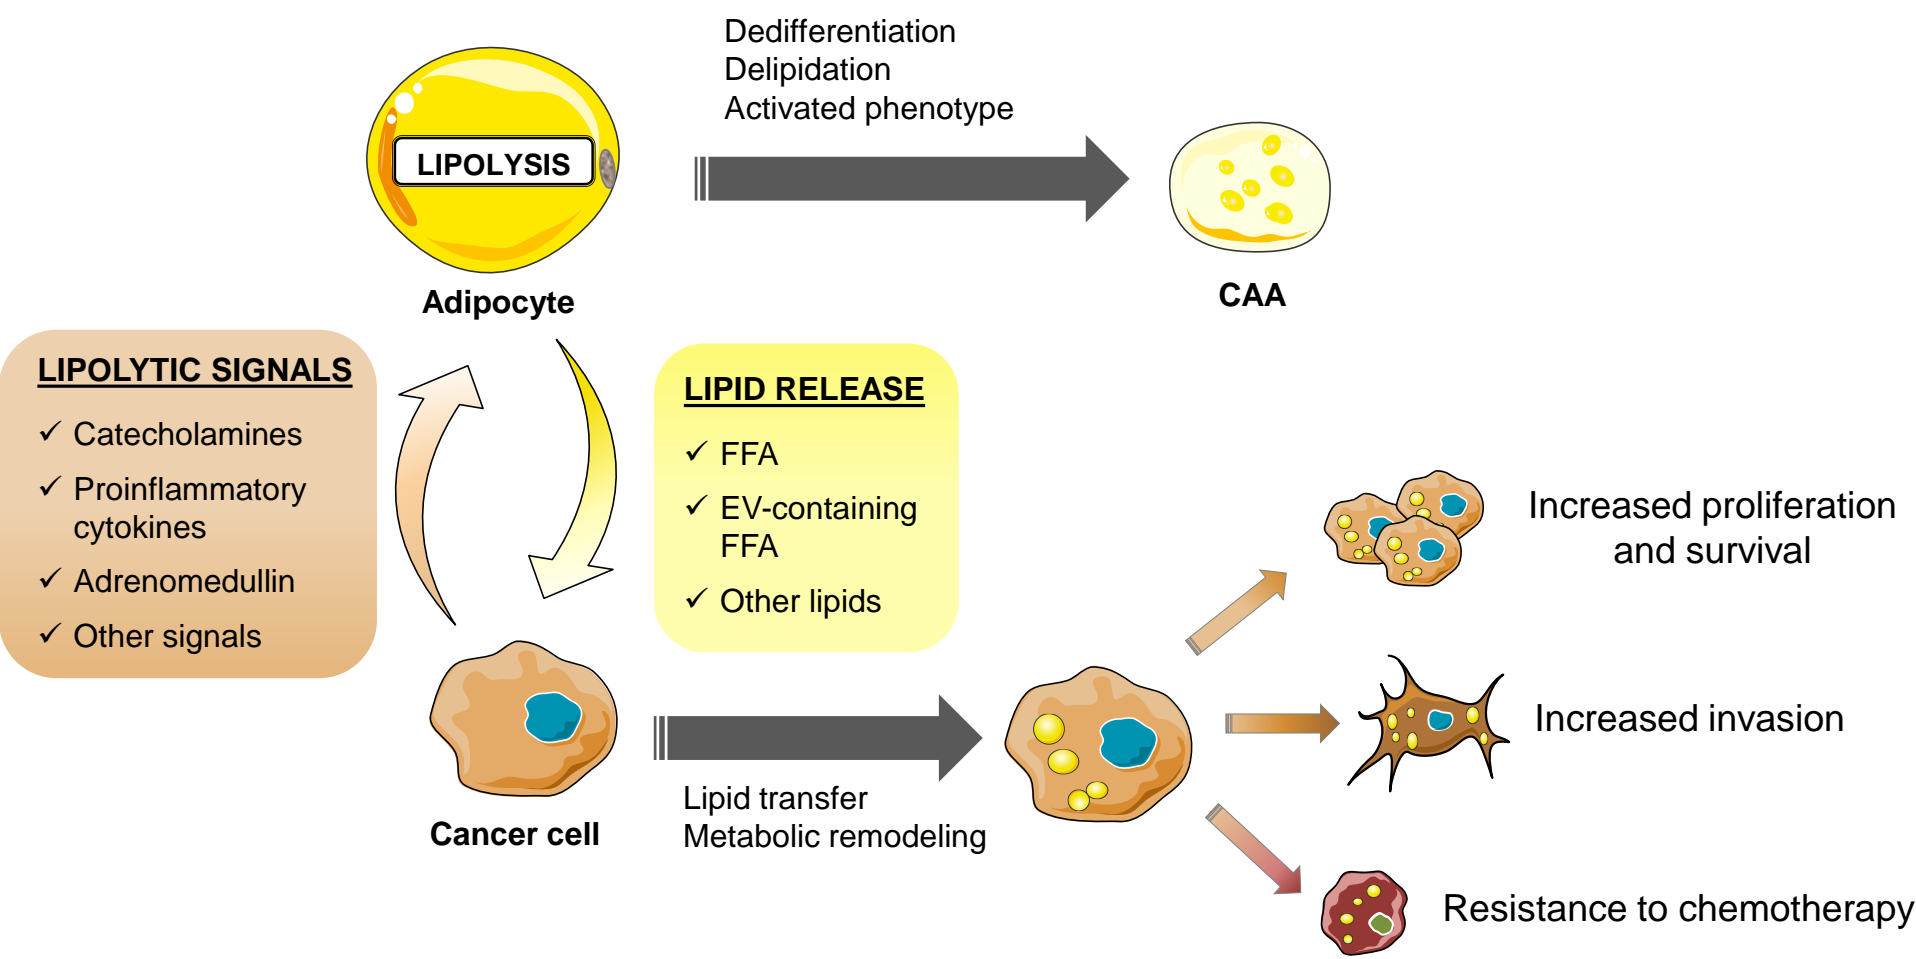 Dedifferentiation
Delipidation
Activated phenotype
LIPOLYSIS
Adipocyte
CAA
LIPOLYTIC SIGNALS
✓ Catecholamines
✓ Proinflammatory
cytokines
✓ Adrenomedullin
✓ Other signals
LIPID RELEASE
✓ FFA
✓ EV-containing
FFA
✓ Other lipids
Cancer cell
Lipid transfer
Metabolic remodeling
Increased proliferation
and survival
Increased invasion
Resistance to chemotherapy